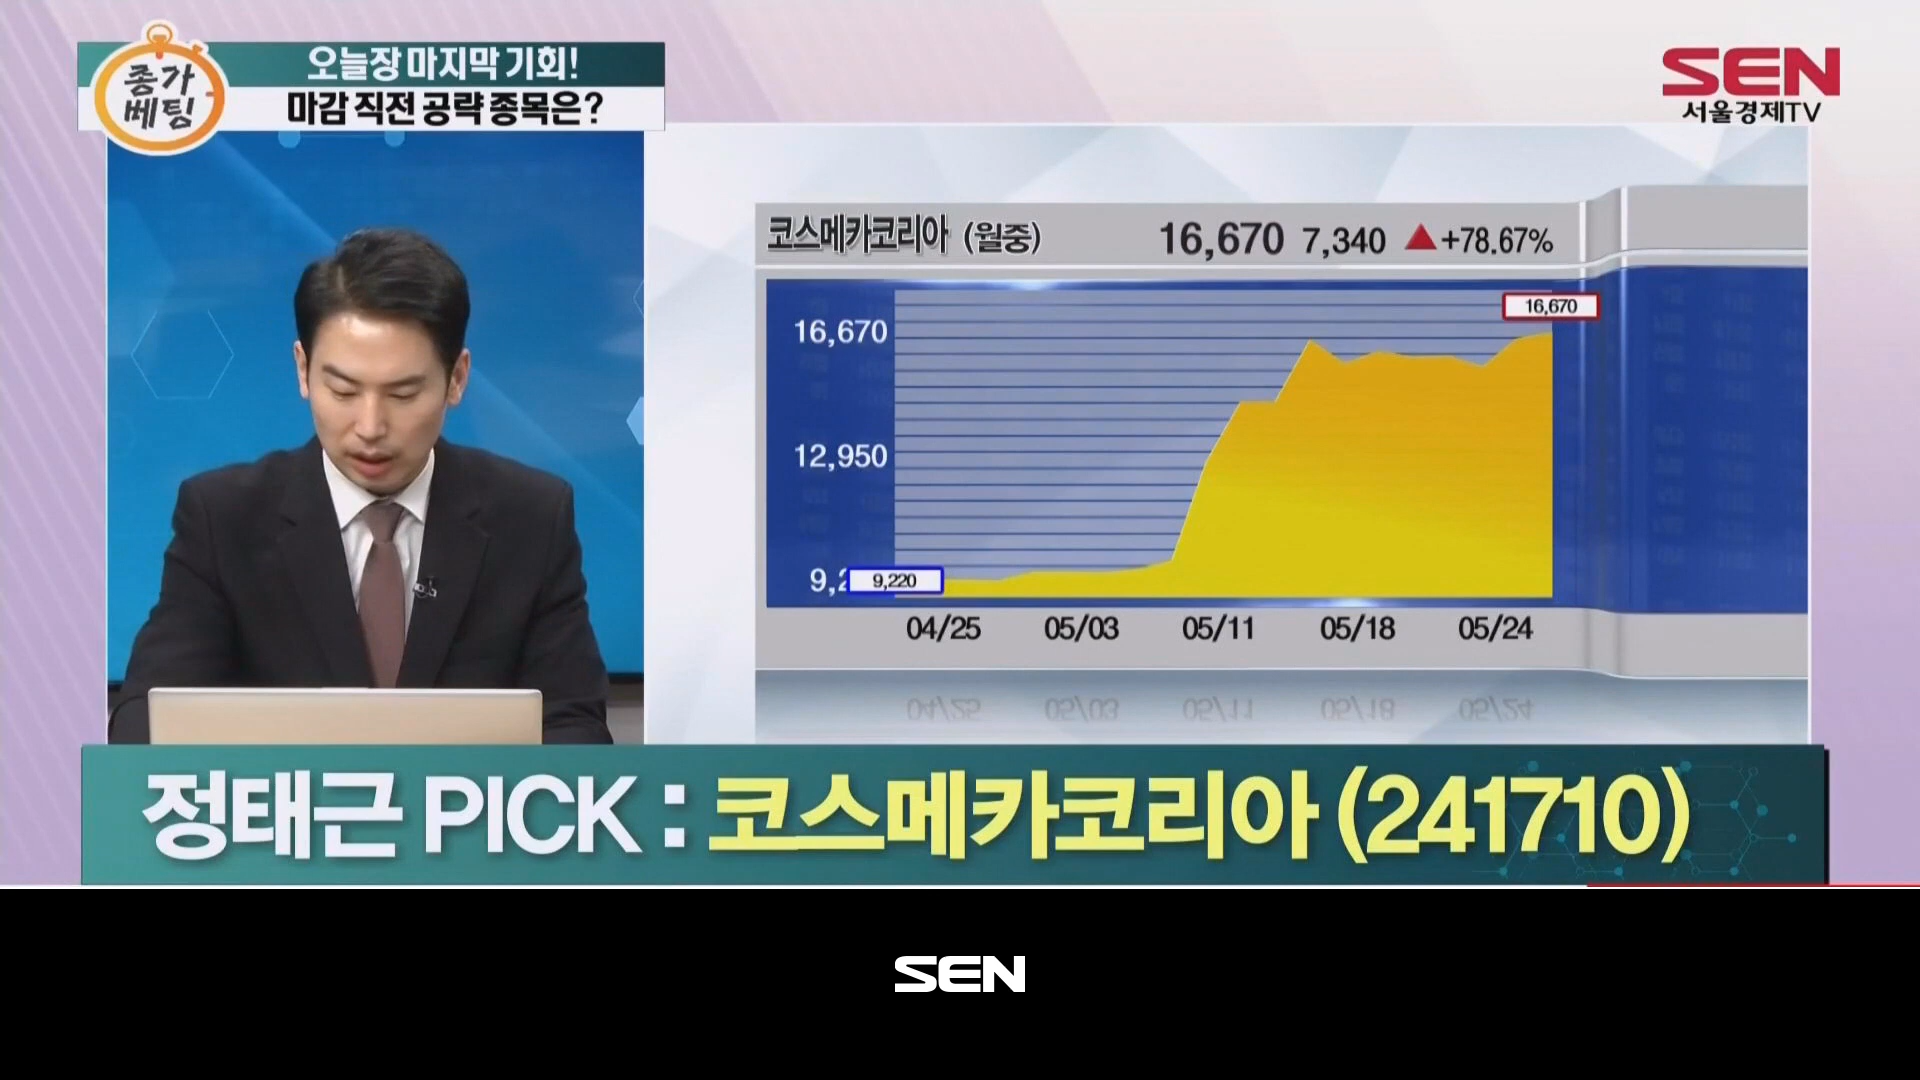 종가
베팅
오늘장 마지막 기회!
마감 직전 공략 종목은?
SEN
서울경제TV
코스메카코리아 (월중) 16,670 7,340 ▲+78.67%
16,670
16,670
12,950
9,2
9,220
04/25 05/03 05/11 05/18 05/24
정태근 PICK : 코스메카코리아 (241710)
SEN